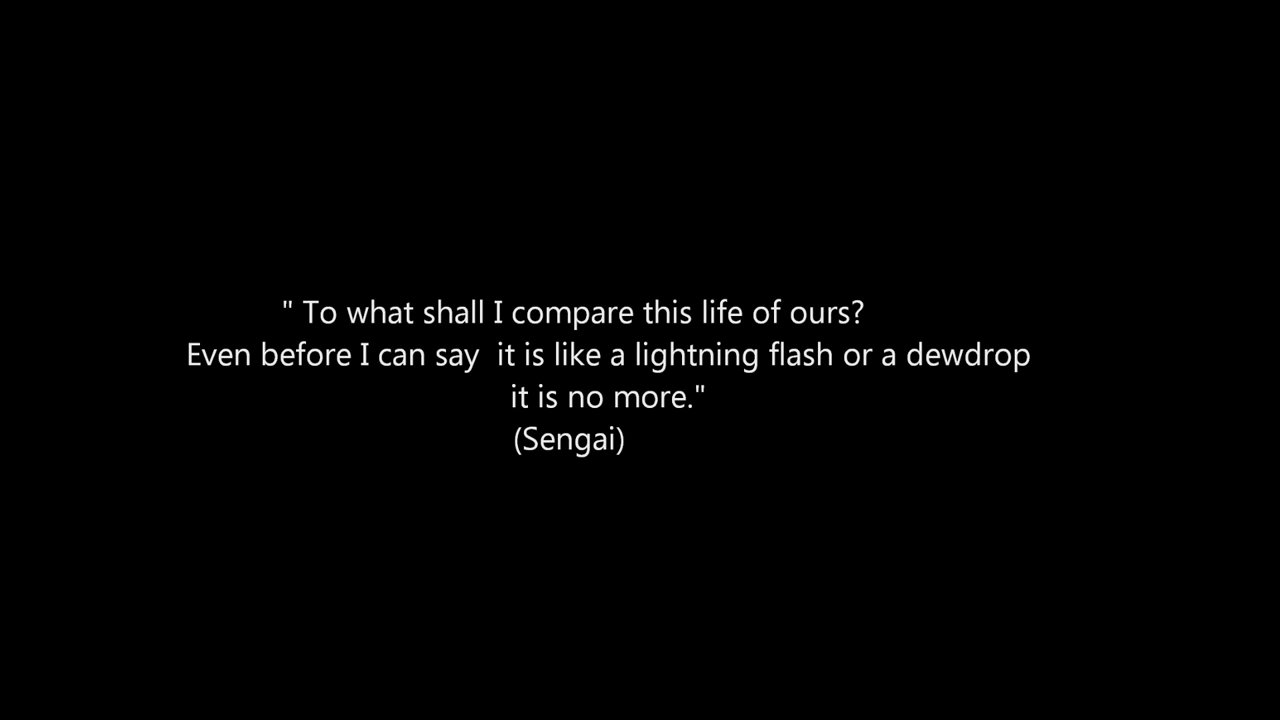 " To what shall I compare this life of ours?
Even before I can say  it is like a lightning flash or a dewdrop
it is no more."
(Sengai)